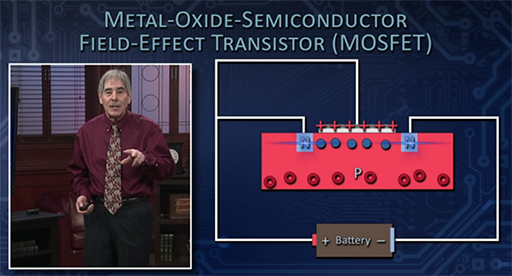 METAL-OXIDE-SEMICONDUCTOR
FIELD-EFFECT TRANSISTOR (MOSFET)
+ + + + + +
N N
P
+ Battery −